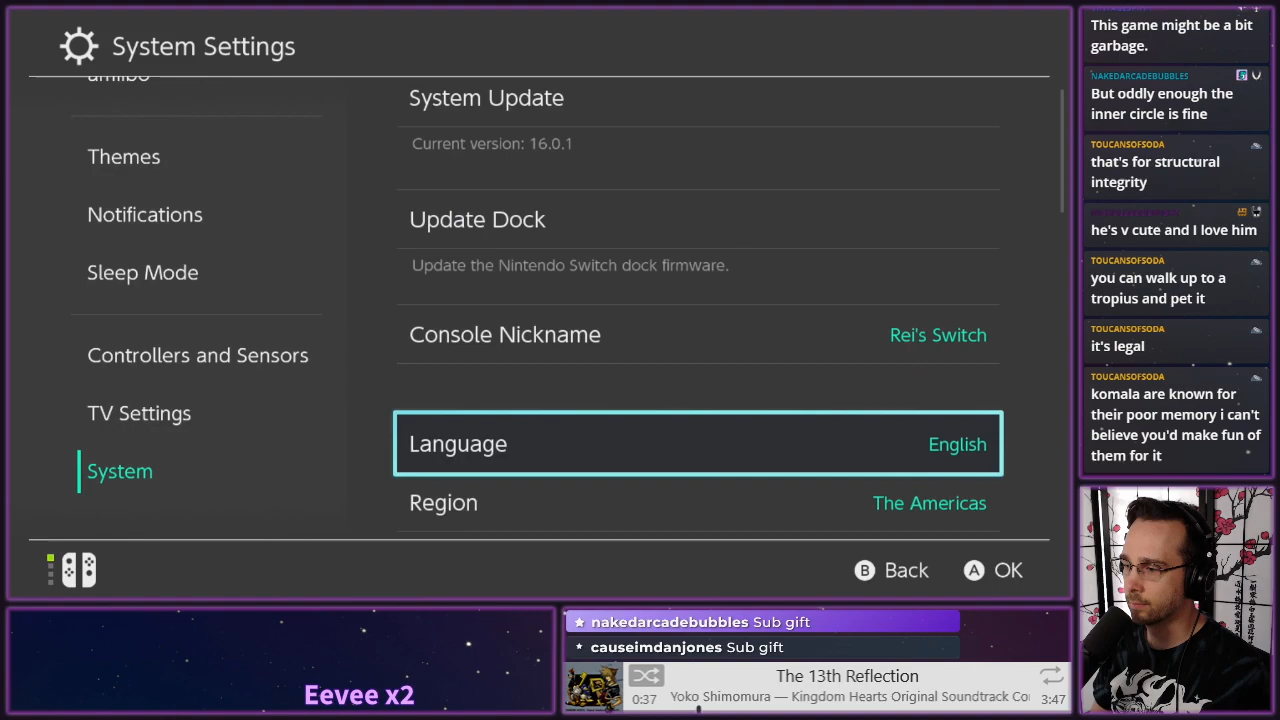 System Settings
amiibo
Themes
Notifications
Sleep Mode
Controllers and Sensors
TV Settings
System
System Update
Current version: 16.0.1
Update Dock
Update the Nintendo Switch dock firmware.
Console Nickname Rei's Switch
Language English
Region The Americas
B Back A OK
This game might be a bit
garbage.
NAKEDARCADEBUBBLES
But oddly enough the
inner circle is fine
TOUCANSOFSODA
that's for structural
integrity
he's v cute and I love him
TOUCANSOFSODA
you can walk up to a
tropius and pet it
TOUCANSOFSODA
it's legal
TOUCANSOFSODA
komala are known for
their poor memory i can't
believe you'd make fun of
them for it
Eevee x2
nakedarcadebubbles Sub gift
causeimdanjones Sub gift
The 13th Reflection
0:37 Yoko Shimomura — Kingdom Hearts Original Soundtrack Co 3:47